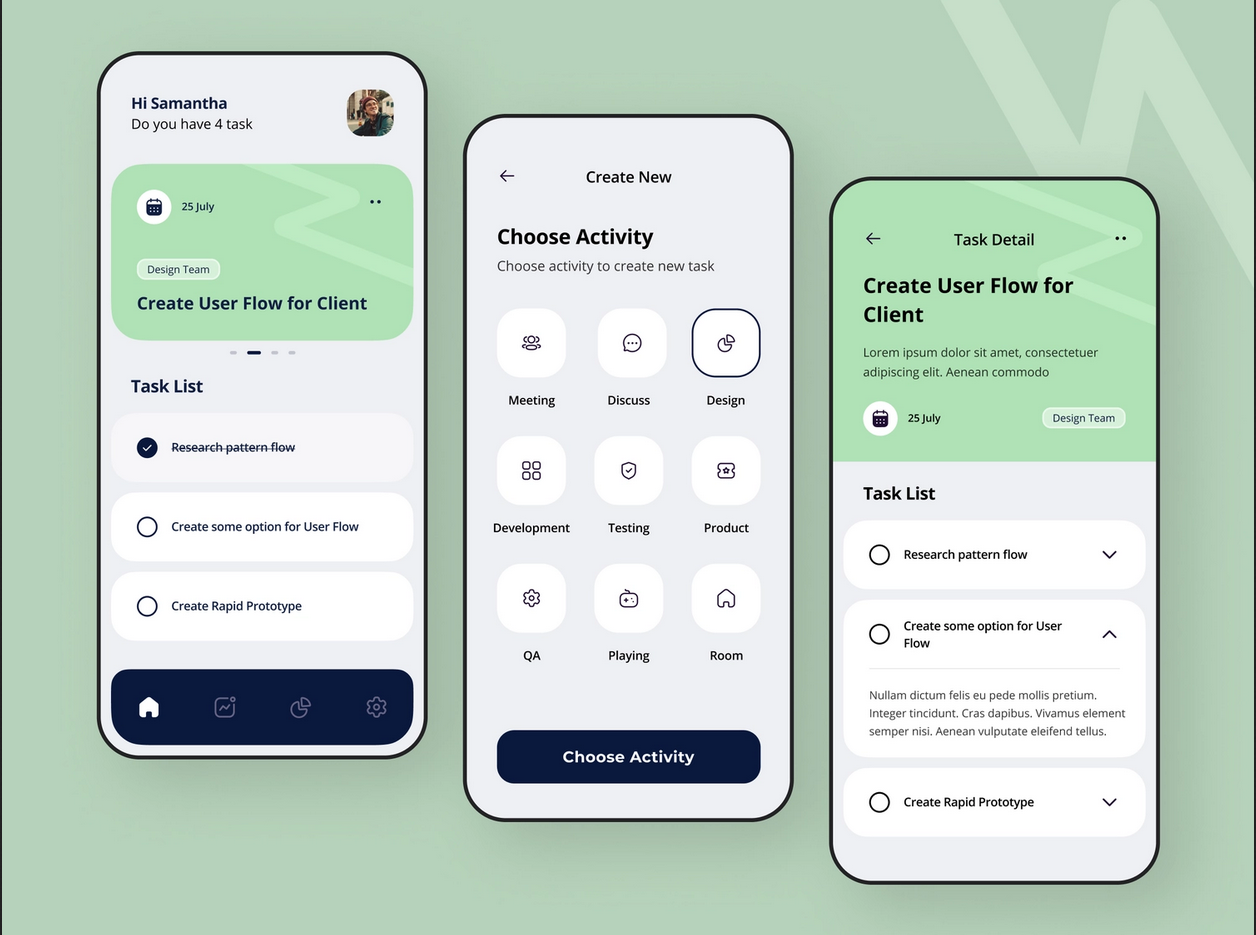 Hi Samantha
Do you have 4 task
25 July
Design Team
Create User Flow for Client
Task List
Research pattern flow
Create some option for User Flow
Create Rapid Prototype
Create New
Choose Activity
Choose activity to create new task
Meeting
Discuss
Design
Development
Testing
Product
QA
Playing
Room
Choose Activity
Task Detail
Create User Flow for
Client
Lorem ipsum dolor sit amet, consectetuer
adipiscing elit. Aenean commodo
25 July
Design Team
Task List
Research pattern flow
Create some option for User
Flow
Nullam dictum felis eu pede mollis pretium.
Integer tincidunt. Cras dapibus. Vivamus element
semper nisi. Aenean vulputate eleifend tellus.
Create Rapid Prototype